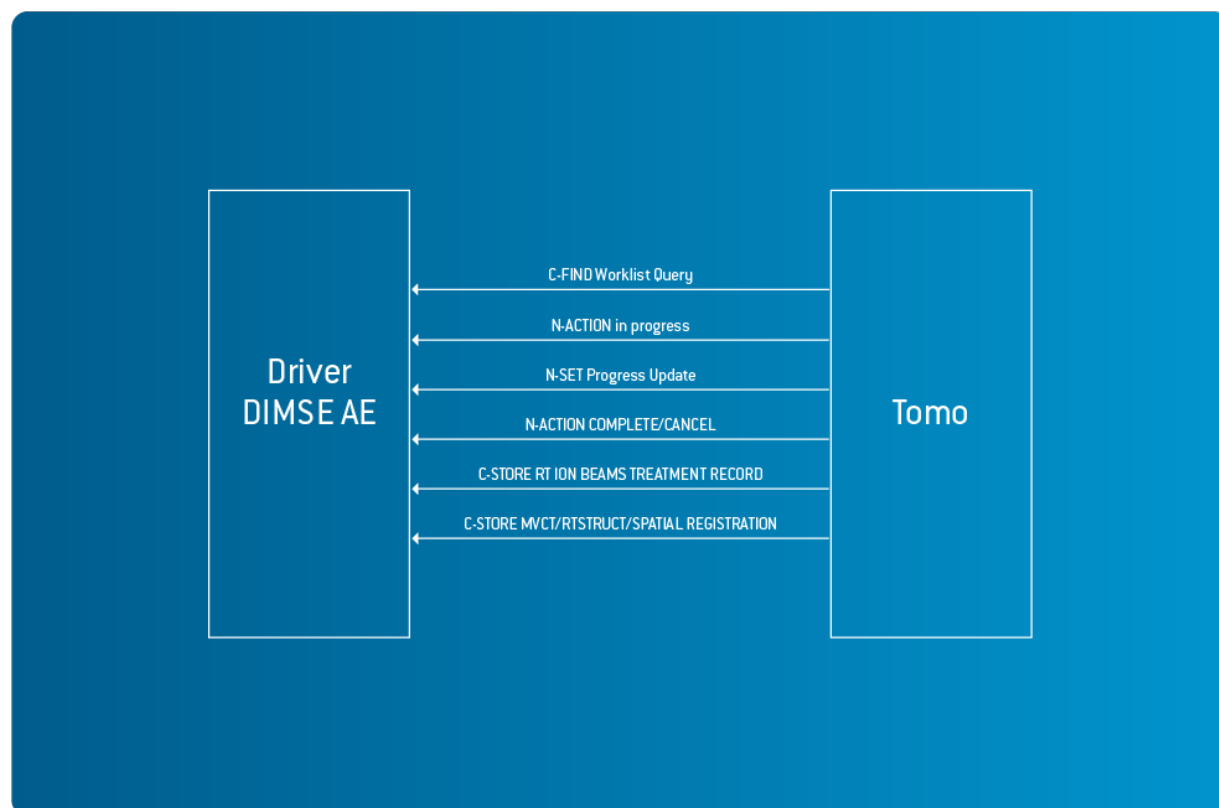 C-FIND Worklist Query
N-ACTION in progress
N-SET Progress Update
N-ACTION COMPLETE/CANCEL
C-STORE RT ION BEAMS TREATMENT RECORD
C-STORE MVCT/RTSTRUCT/SPATIAL REGISTRATION
Driver
DIMSE AE
Tomo